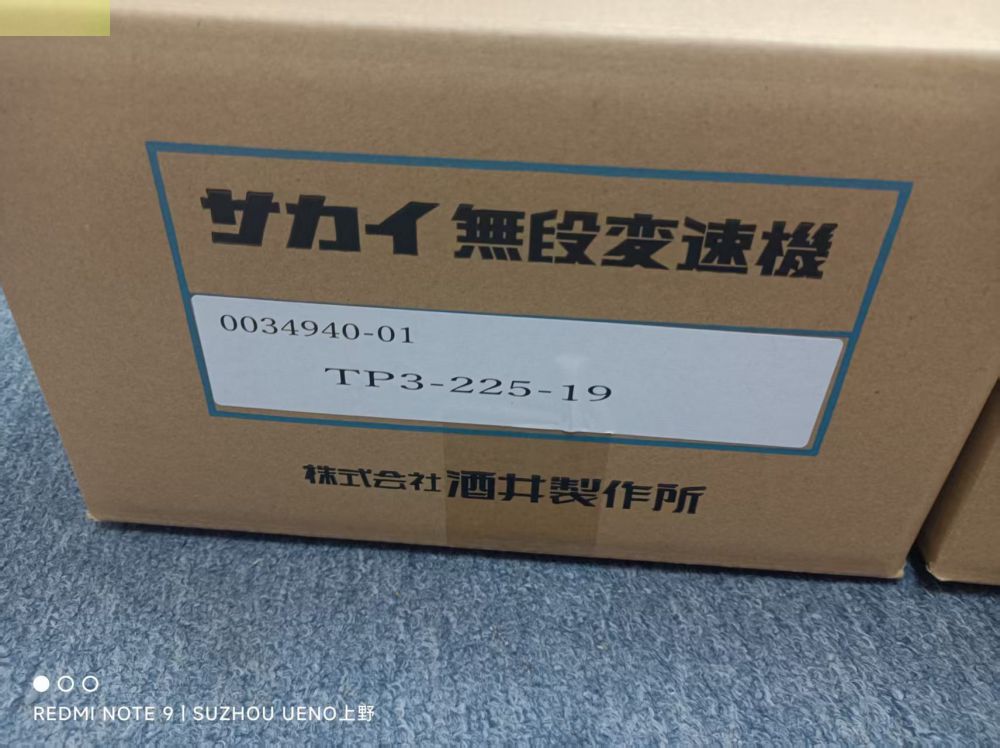 サカイ無段変速機
0034940-01
TP3-225-19
株式会社酒井製作所
REDMI NOTE 9 | SUZHOU UENO上野